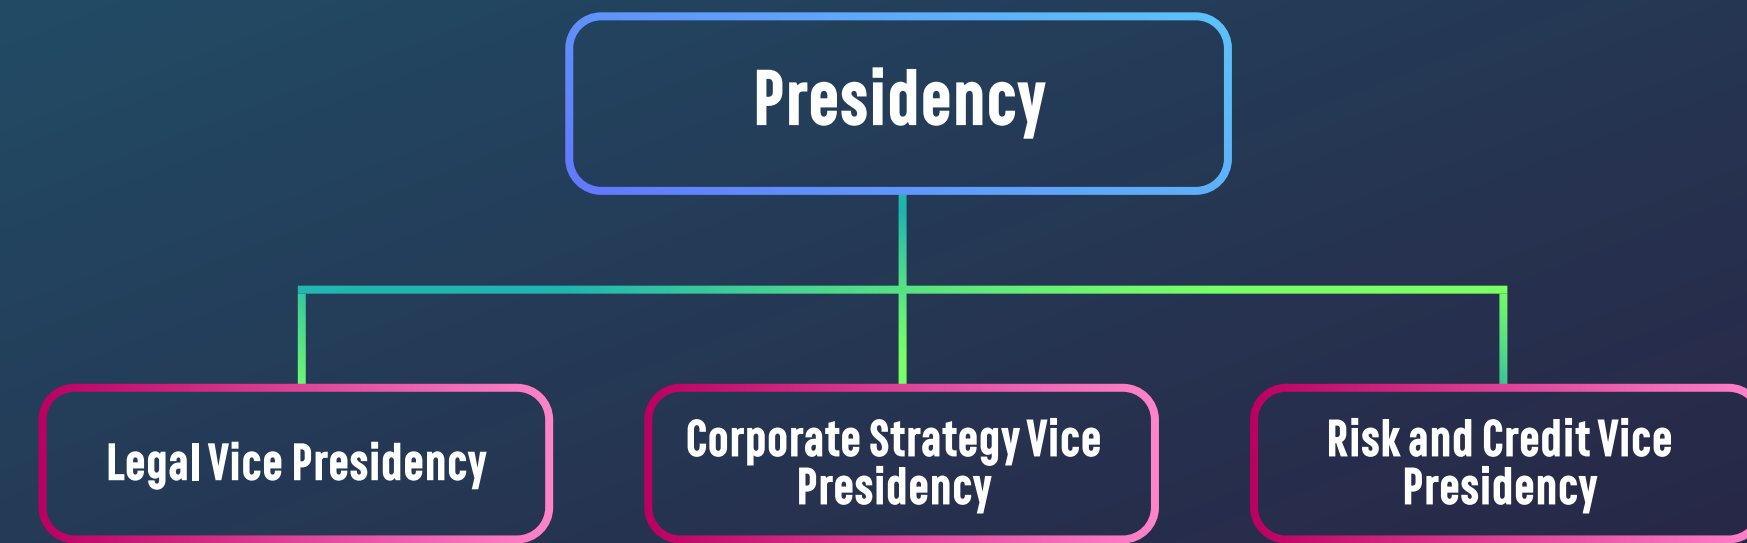 Presidency
Legal Vice Presidency
Corporate Strategy Vice
Presidency
Risk and Credit Vice
Presidency